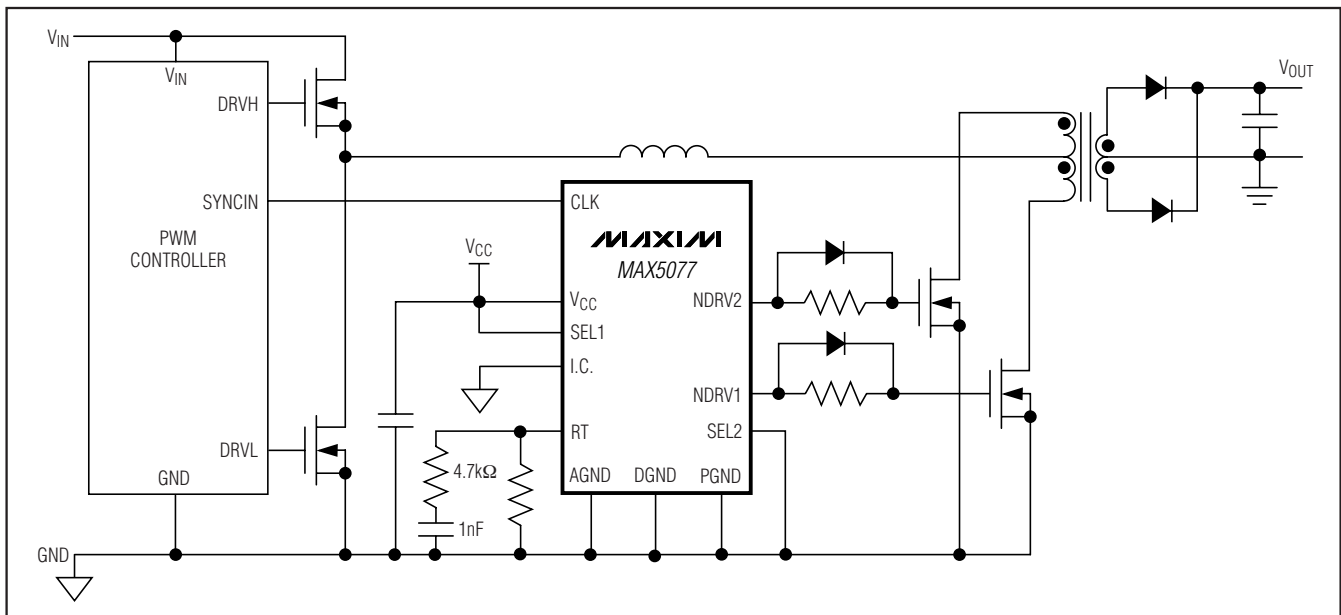 V_IN
V_IN
DRVH
V_OUT
SYNCIN
CLK
PWM
CONTROLLER
MAXIM
MAX5077
V_CC
V_CC
NDRV2
SEL1
I.C.
NDRV1
RT
SEL2
DRVL
4.7kΩ
AGND
DGND
PGND
GND
1nF
GND